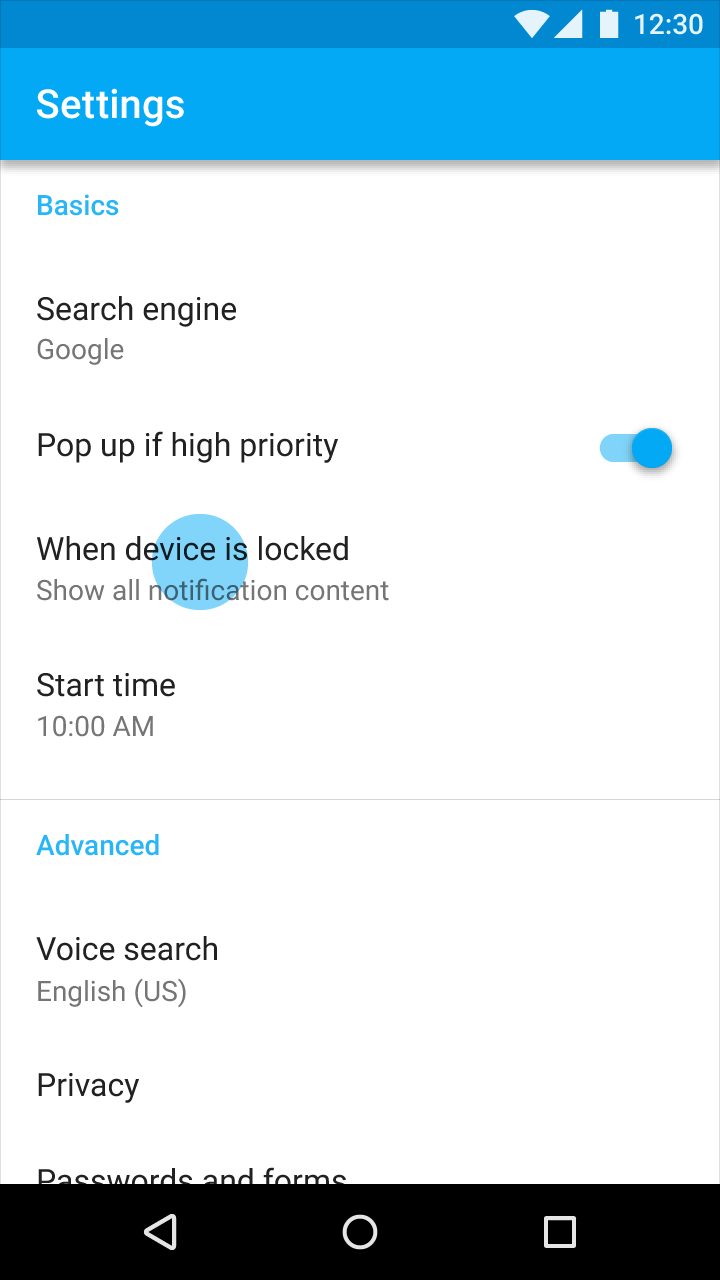 12:30
Settings
Basics
Search engine
Google
Pop up if high priority
When device is locked
Show all notification content
Start time
10:00 AM
Advanced
Voice search
English (US)
Privacy
Passwords and forms